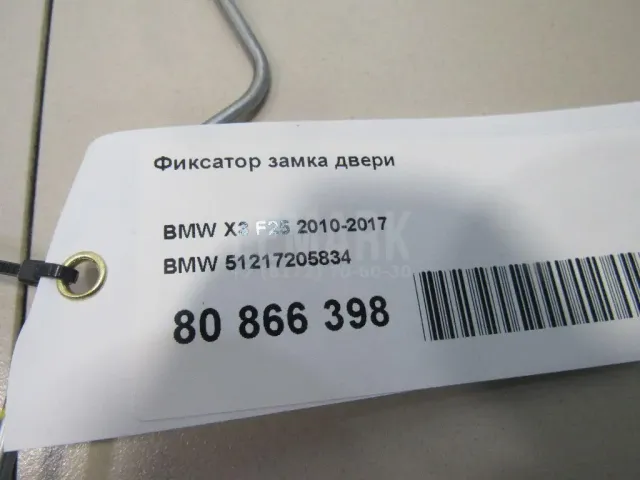 Фиксатор замка двери
BMW X3 F25 2010-2017
BMW 51217205834
80 866 398